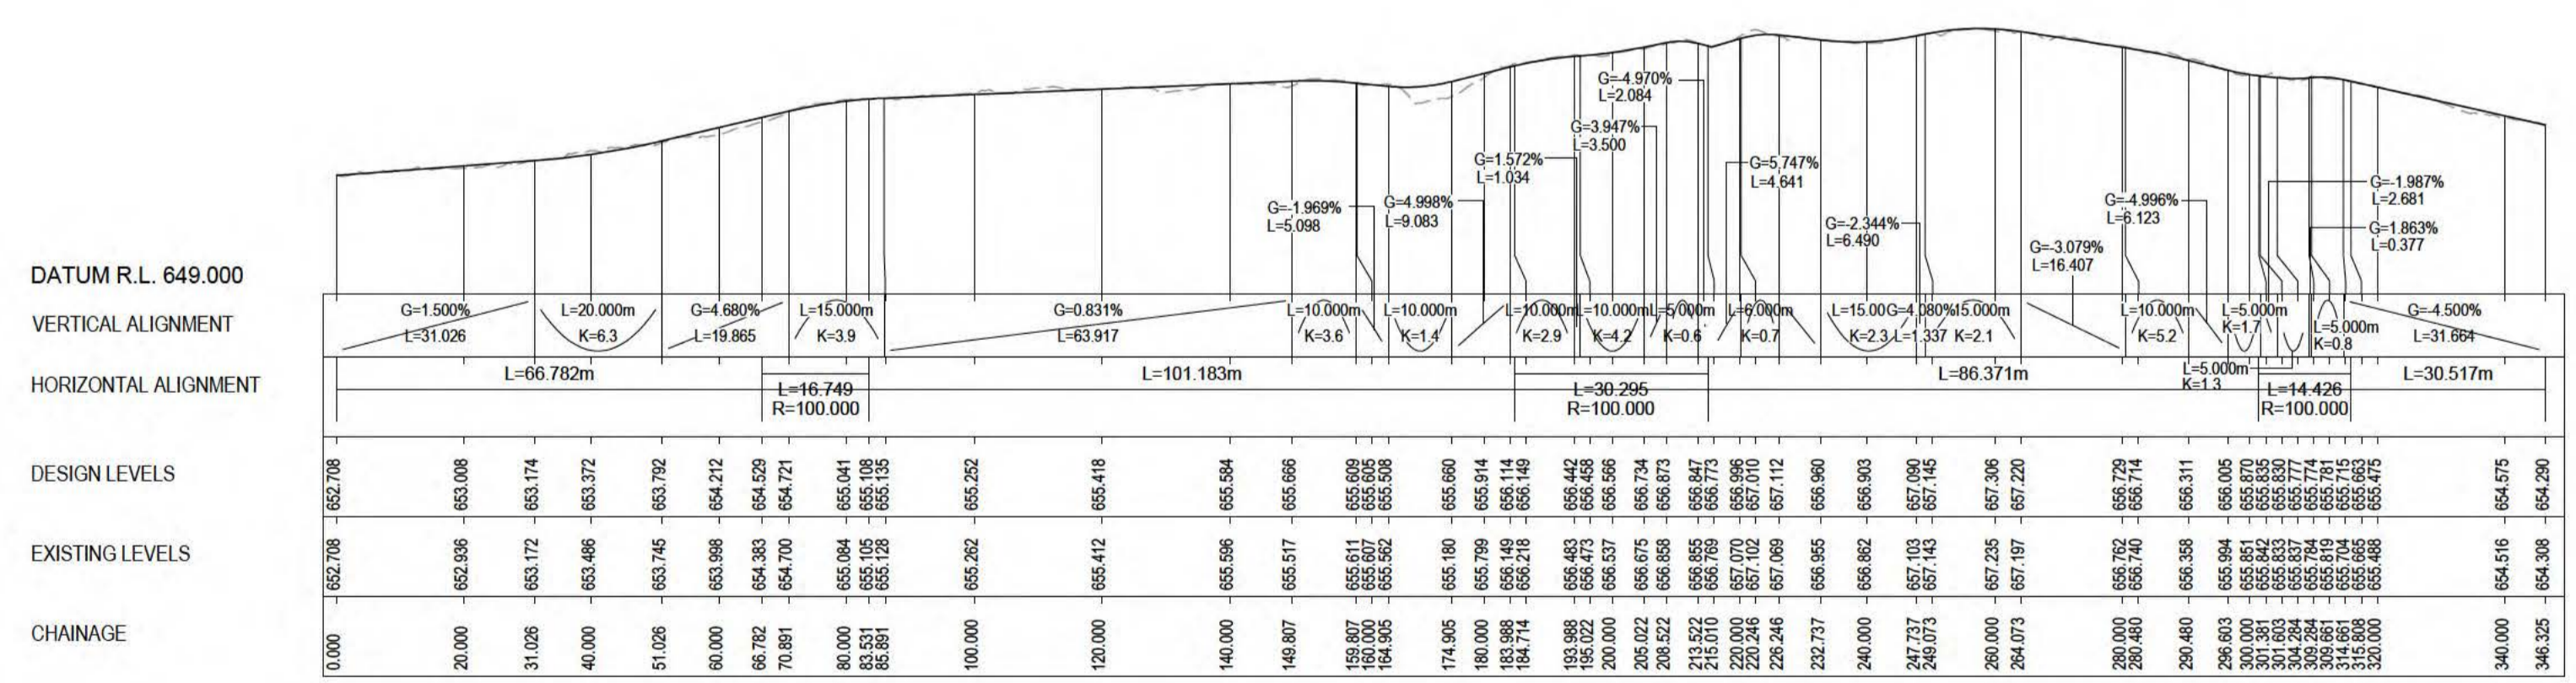 G=-4.970%
L=2.084
G=3.947%
L=3.500
G=1.572%
L=1.034
G=5.747%
L=4.641
G=-1.969%
L=5.098
G=4.998%
L=9.083
G=-2.344%
L=6.490
G=-3.079%
L=16.407
G=-4.996%
L=6.123
G=-1.987%
L=2.681
G=1.863%
L=0.377
DATUM R.L. 649.000
VERTICAL ALIGNMENT
G=1.500%
L=31.026
L=20.000m
K=6.3
G=4.680%
L=19.865
L=15.000m
K=3.9
G=0.831%
L=63.917
L=10.000m
K=3.6
L=10.000m
K=1.4
L=10.000m
K=2.9
L=10.000m
K=4.2
L=5.000m
K=0.6
L=6.000m
K=0.7
L=15.00
K=2.3
G=4.080%
L=1.337
15.000m
K=2.1
L=10.000m
K=5.2
L=5.000m
K=1.7
L=5.000m
K=1.3
L=5.000m
K=0.8
G=-4.500%
L=31.664
HORIZONTAL ALIGNMENT
L=66.782m
L=16.749
R=100.000
L=101.183m
L=30.295
R=100.000
L=86.371m
L=14.426
R=100.000
L=30.517m
DESIGN LEVELS
652.708 653.008 653.174 653.372 653.792 654.212 654.529 654.721 655.041 655.108 655.135 655.252 655.418 655.584 655.666 655.609 655.605 655.508 655.660 655.914 656.114 656.149 656.442 656.458 656.566 656.734 656.873 656.847 656.773 656.996 657.010 657.112 656.960 656.903 657.090 657.145 657.306 657.220 656.729 656.714 656.311 656.005 655.870 655.835 655.830 655.777 655.774 655.781 655.715 655.663 655.475 654.575 654.290
EXISTING LEVELS
652.708 652.936 653.172 653.486 653.745 653.998 654.383 654.700 655.084 655.105 655.128 655.262 655.412 655.596 655.517 655.611 655.607 655.562 655.180 655.799 656.149 656.218 656.483 656.473 656.537 656.675 656.858 656.855 656.769 657.070 657.102 657.069 656.955 656.862 657.103 657.143 657.235 657.197 656.762 656.740 656.358 655.994 655.851 655.842 655.833 655.837 655.784 655.819 655.704 655.665 655.488 654.516 654.308
CHAINAGE
0.000 20.000 31.026 40.000 51.026 60.000 66.782 70.891 80.000 83.531 85.891 100.000 120.000 140.000 149.807 159.807 160.000 164.905 174.905 180.000 183.988 184.714 193.988 195.022 200.000 205.022 208.522 213.522 215.010 220.000 220.246 226.246 232.737 240.000 247.737 249.073 260.000 264.073 280.000 280.480 290.480 296.603 300.000 301.381 301.603 304.284 309.284 309.661 314.661 315.808 320.000 340.000 346.325